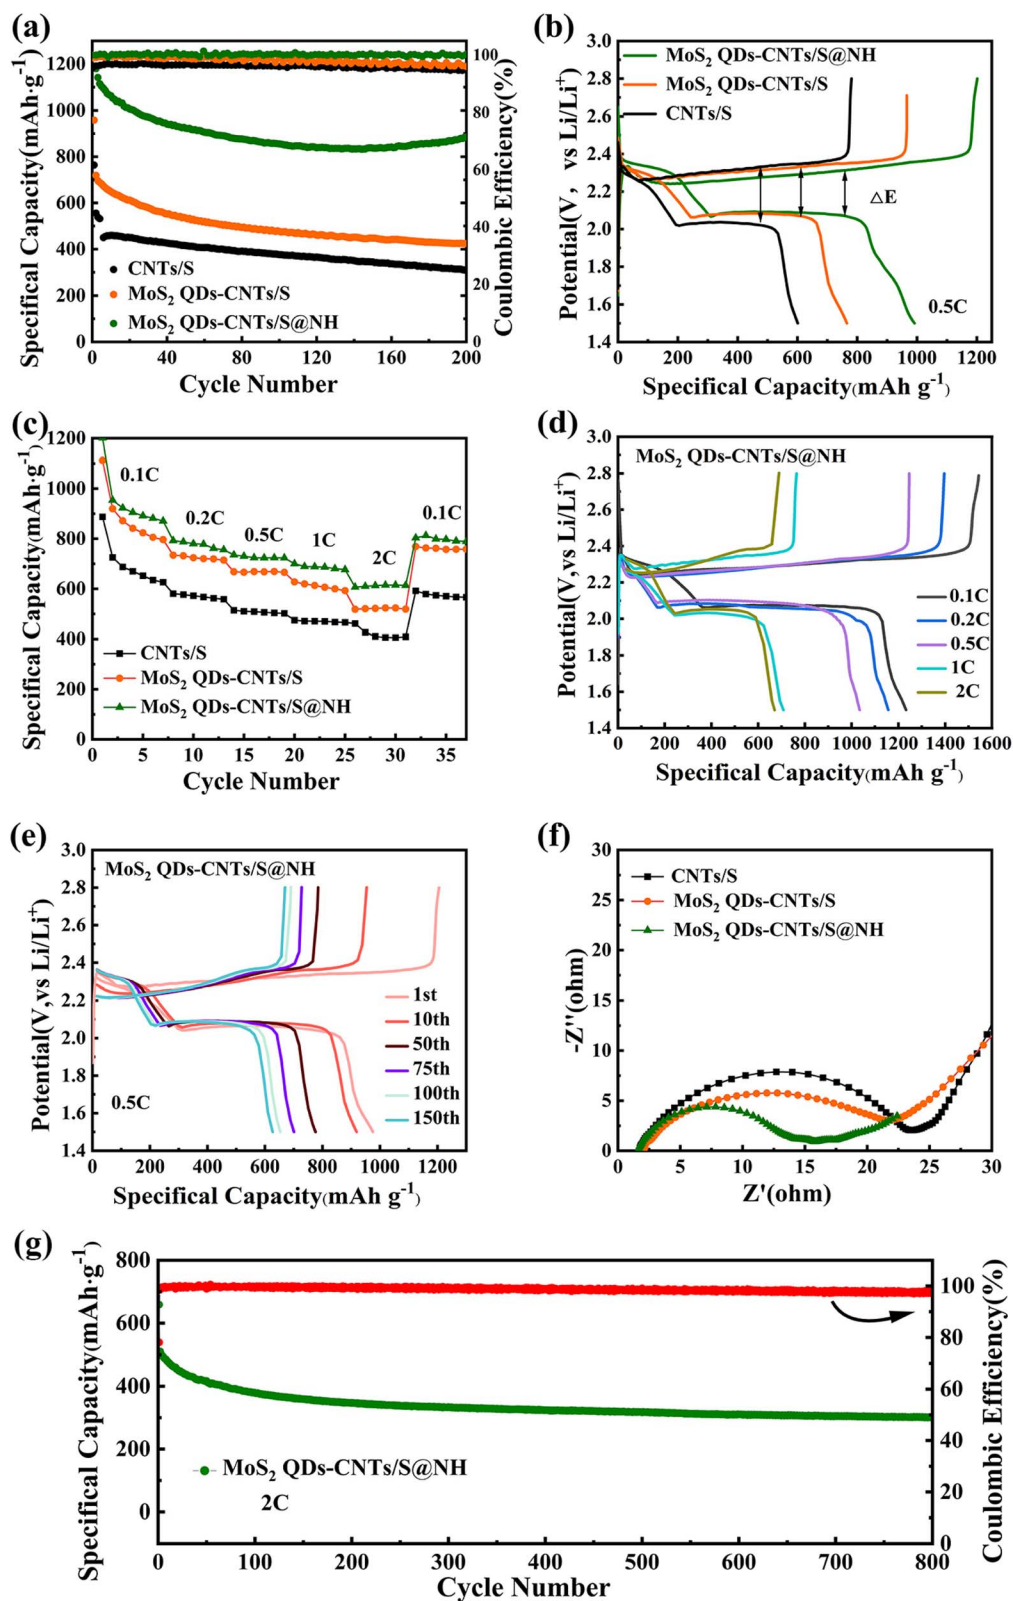 (a)
Specifical Capacity(mAh·g⁻¹)
1200
1000
800
600
400
200
0
0 40 80 120 160 200
Cycle Number
100
80
60
40
20
0
Coulombic Efficiency(%)
CNTs/S
MoS₂ QDs-CNTs/S
MoS₂ QDs-CNTs/S@NH
(b)
Potential(V, vs Li/Li⁺)
3.0
2.8
2.6
2.4
2.2
2.0
1.8
1.6
1.4
MoS₂ QDs-CNTs/S@NH
MoS₂ QDs-CNTs/S
CNTs/S
△E
0.5C
0 200 400 600 800 1000 1200
Specifical Capacity(mAh g⁻¹)
(c)
Specifical Capacity(mAh·g⁻¹)
1200
1000
800
600
400
200
0
0.1C
0.2C
0.5C
1C
2C
0.1C
CNTs/S
MoS₂ QDs-CNTs/S
MoS₂ QDs-CNTs/S@NH
0 5 10 15 20 25 30 35
Cycle Number
(d)
Potential(V,vs Li/Li⁺)
3.0
2.8
2.6
2.4
2.2
2.0
1.8
1.6
1.4
MoS₂ QDs-CNTs/S@NH
0.1C
0.2C
0.5C
1C
2C
0 200 400 600 800 1000 1200 1400 1600
Specifical Capacity(mAh g⁻¹)
(e)
Potential(V,vs Li/Li⁺)
3.0
2.8
2.6
2.4
2.2
2.0
1.8
1.6
1.4
MoS₂ QDs-CNTs/S@NH
1st
10th
50th
75th
100th
150th
0.5C
0 200 400 600 800 1000 1200
Specifical Capacity(mAh g⁻¹)
(f)
-Z''(ohm)
30
25
20
15
10
5
0
CNTs/S
MoS₂ QDs-CNTs/S
MoS₂ QDs-CNTs/S@NH
5 10 15 20 25 30
Z'(ohm)
(g)
Specifical Capacity(mAh·g⁻¹)
800
600
400
200
0
MoS₂ QDs-CNTs/S@NH
2C
0 100 200 300 400 500 600 700 800
Cycle Number
100
80
60
40
20
0
Coulombic Efficiency(%)